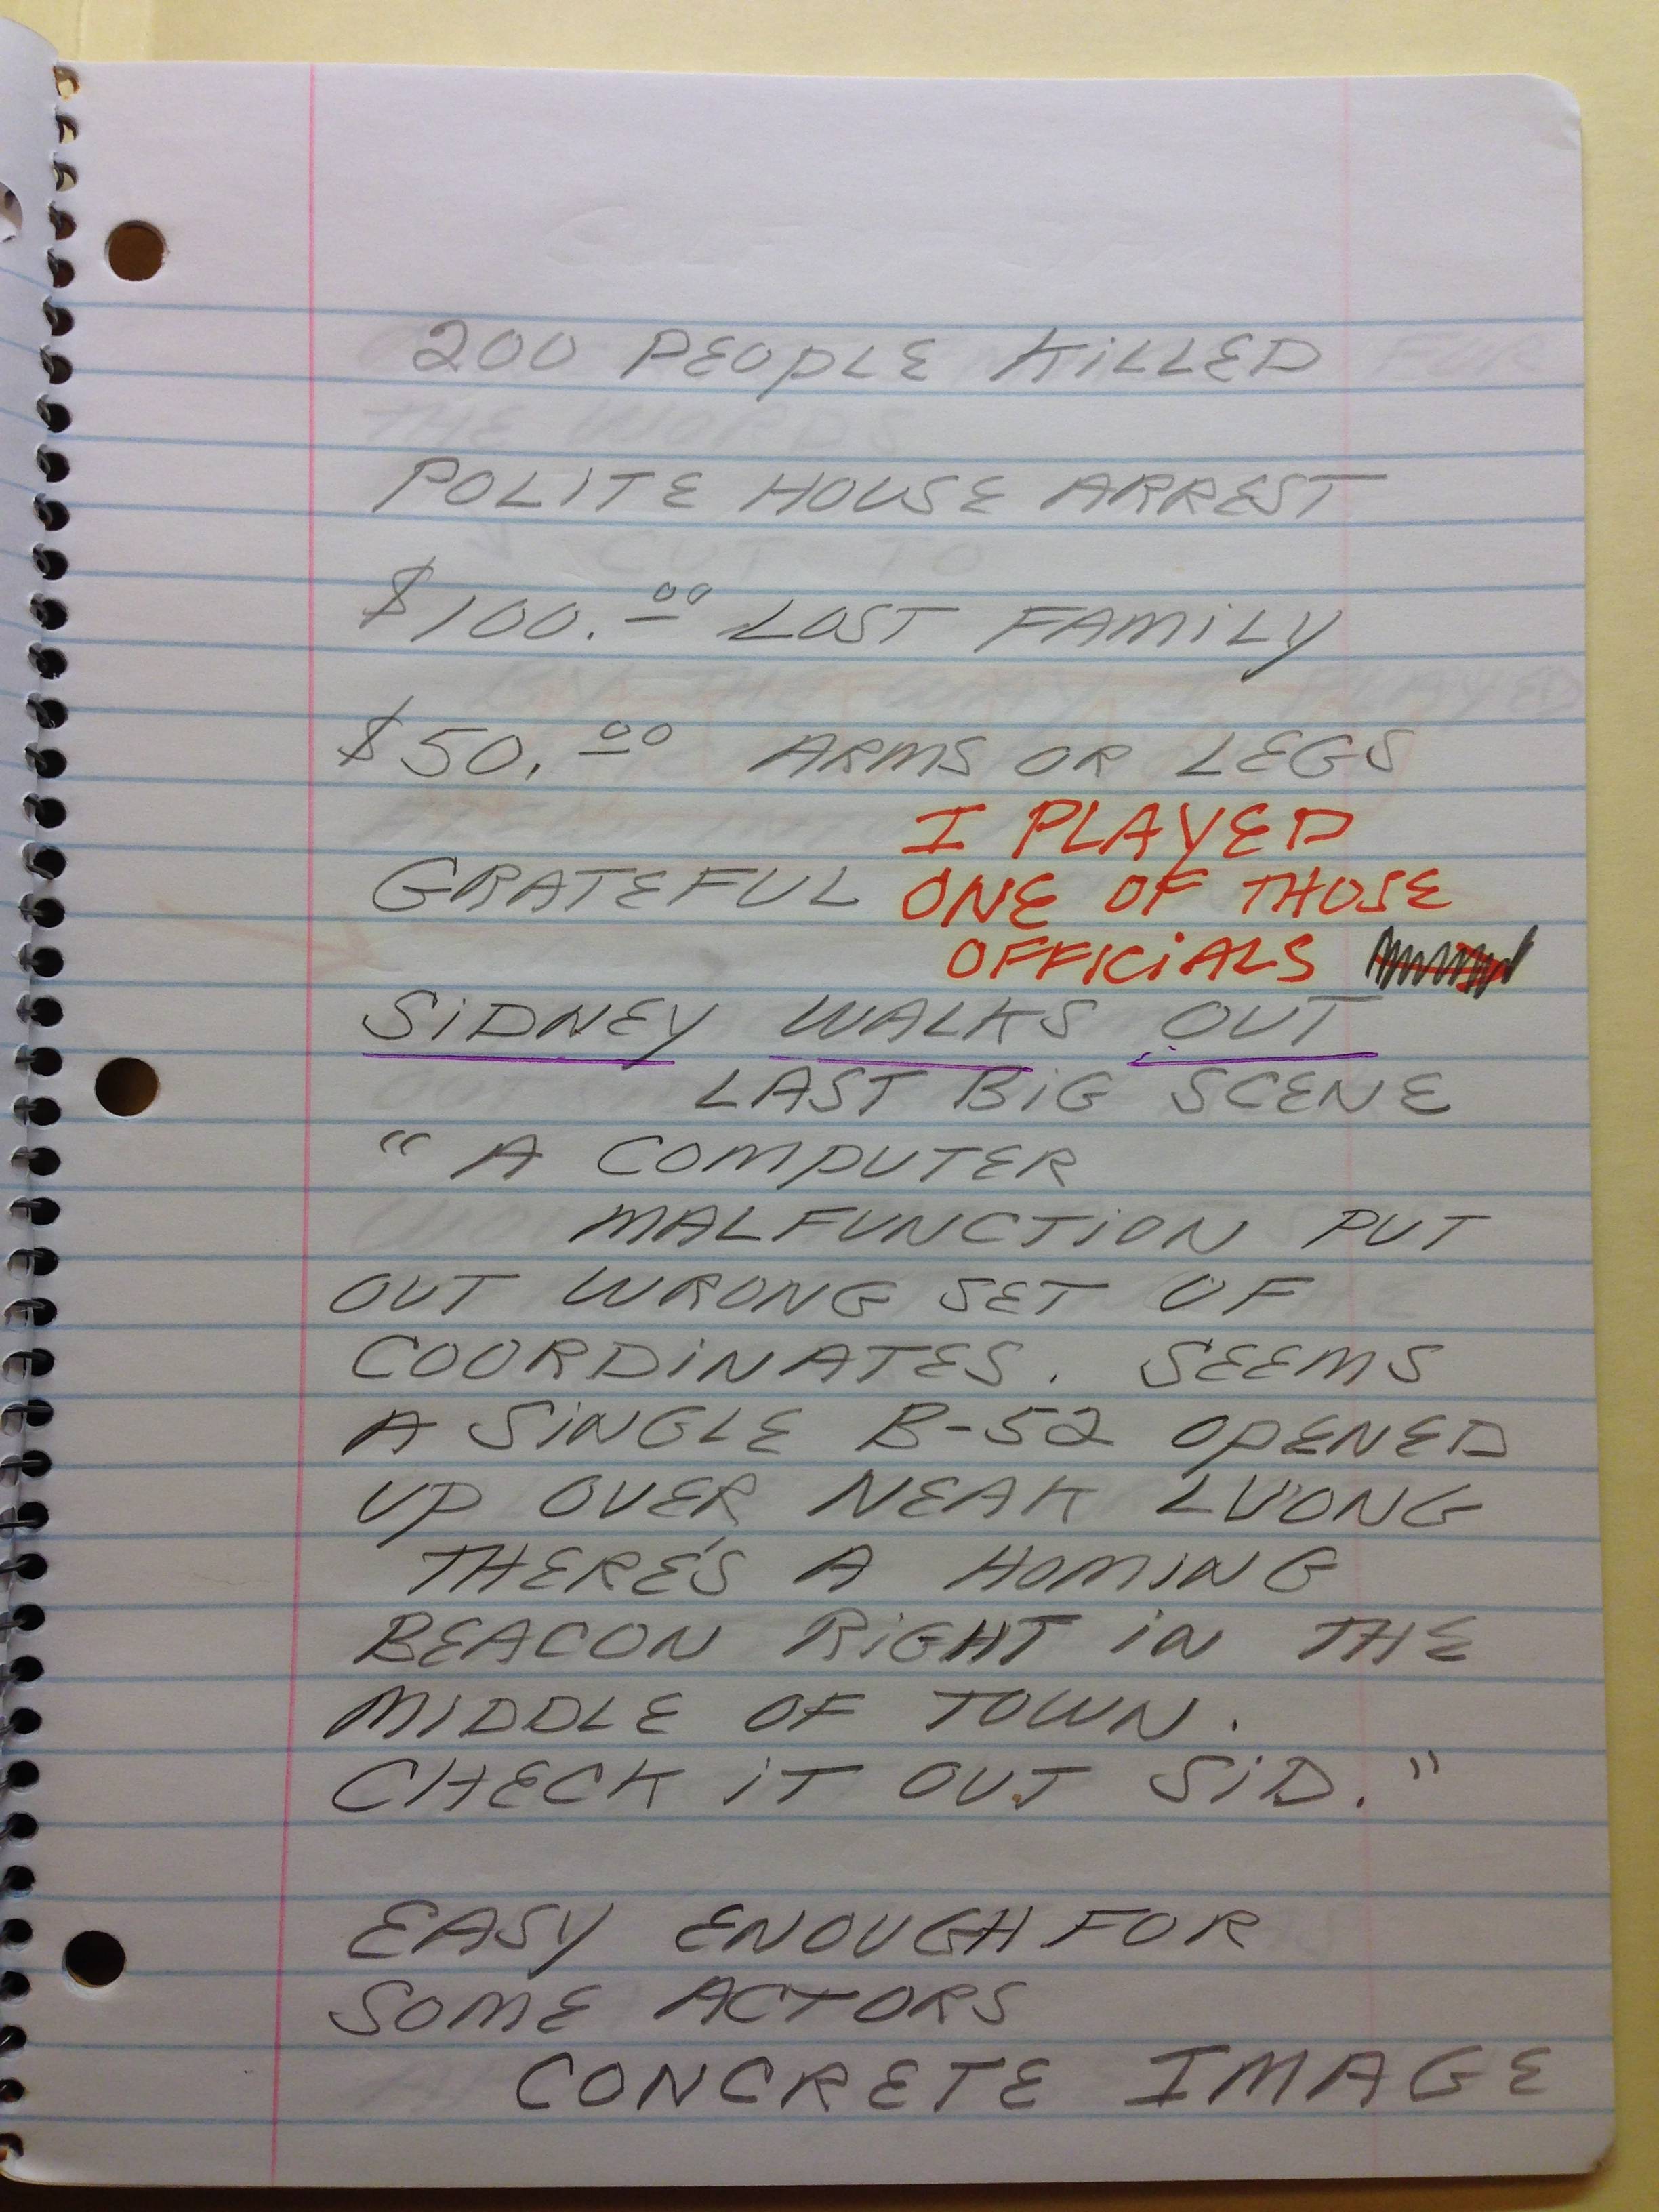 200 PEOPLE KILLED
POLITE HOUSE ARREST
$100.00 LOST FAMILY
$50.00 ARMS OR LEGS
I PLAYED
GRATEFUL ONE OF THOSE
OFFICIALS
SIDNEY WALKS OUT
LAST BIG SCENE
"A COMPUTER
MALFUNCTION PUT
OUT WRONG SET OF
COORDINATES. SEEMS
A SINGLE B-52 OPENED
UP OVER NEAK LUONG
THERE'S A HOMING
BEACON RIGHT IN THE
MIDDLE OF TOWN.
CHECK IT OUT SID."
EASY ENOUGH FOR
SOME ACTORS
CONCRETE IMAGE